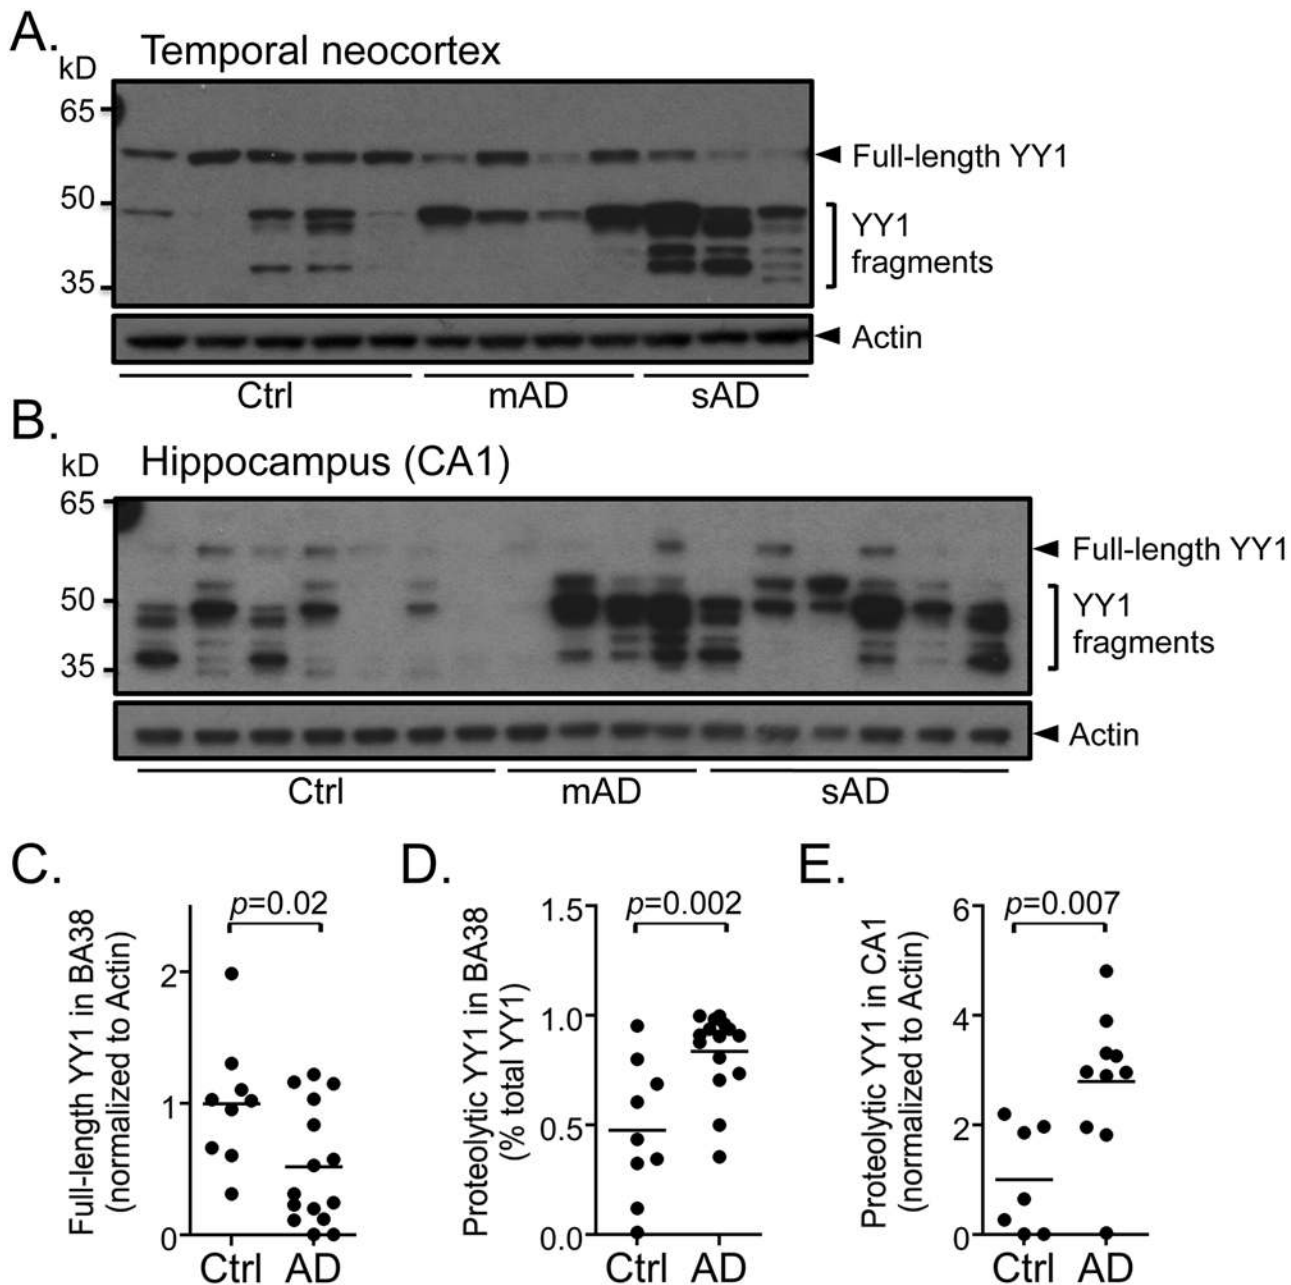 A.
Temporal neocortex
kD
65
50
35
Full-length YY1
YY1
fragments
Actin
Ctrl
mAD
sAD
B.
Hippocampus (CA1)
kD
65
50
35
Full-length YY1
YY1
fragments
Actin
Ctrl
mAD
sAD
C.
Full-length YY1 in BA38
(normalized to Actin)
p=0.02
2
1
0
Ctrl
AD
D.
Proteolytic YY1 in BA38
(% total YY1)
p=0.002
1.5
1.0
0.5
0.0
Ctrl
AD
E.
Proteolytic YY1 in CA1
(normalized to Actin)
p=0.007
6
4
2
0
Ctrl
AD